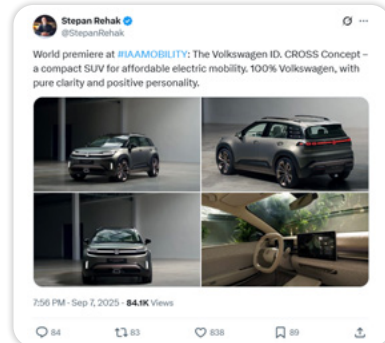 Stepan Rehak
@StepanRehak
World premiere at #IAAMOBILITY: The Volkswagen ID. CROSS Concept –
a compact SUV for affordable electric mobility. 100% Volkswagen, with
pure clarity and positive personality.
7:56 PM · Sep 7, 2025 · 84.1K Views
84
83
838
89